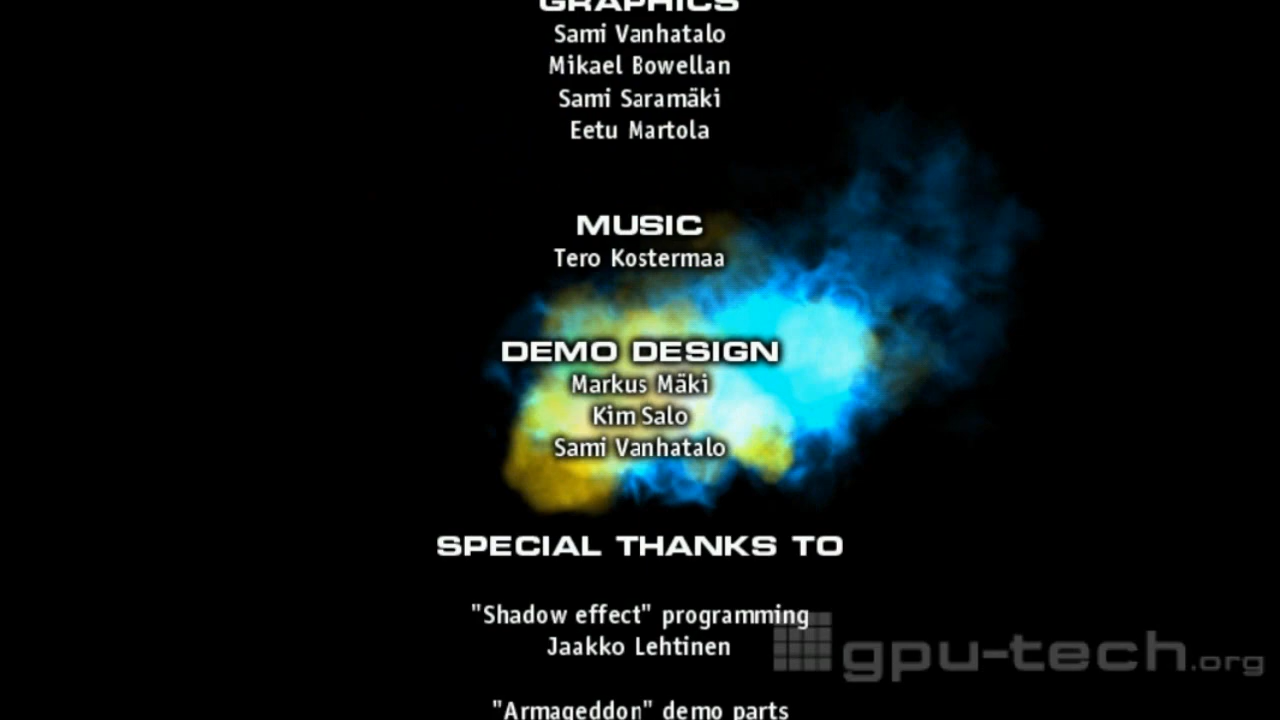 GRAPHICS
Sami Vanhatalo
Mikael Bowellan
Sami Saramäki
Eetu Martola
MUSIC
Tero Kostermaa
DEMO DESIGN
Markus Mäki
Kim Salo
Sami Vanhatalo
SPECIAL THANKS TO
"Shadow effect" programming
Jaakko Lehtinen
gpu-tech.org
"Armageddon" demo parts